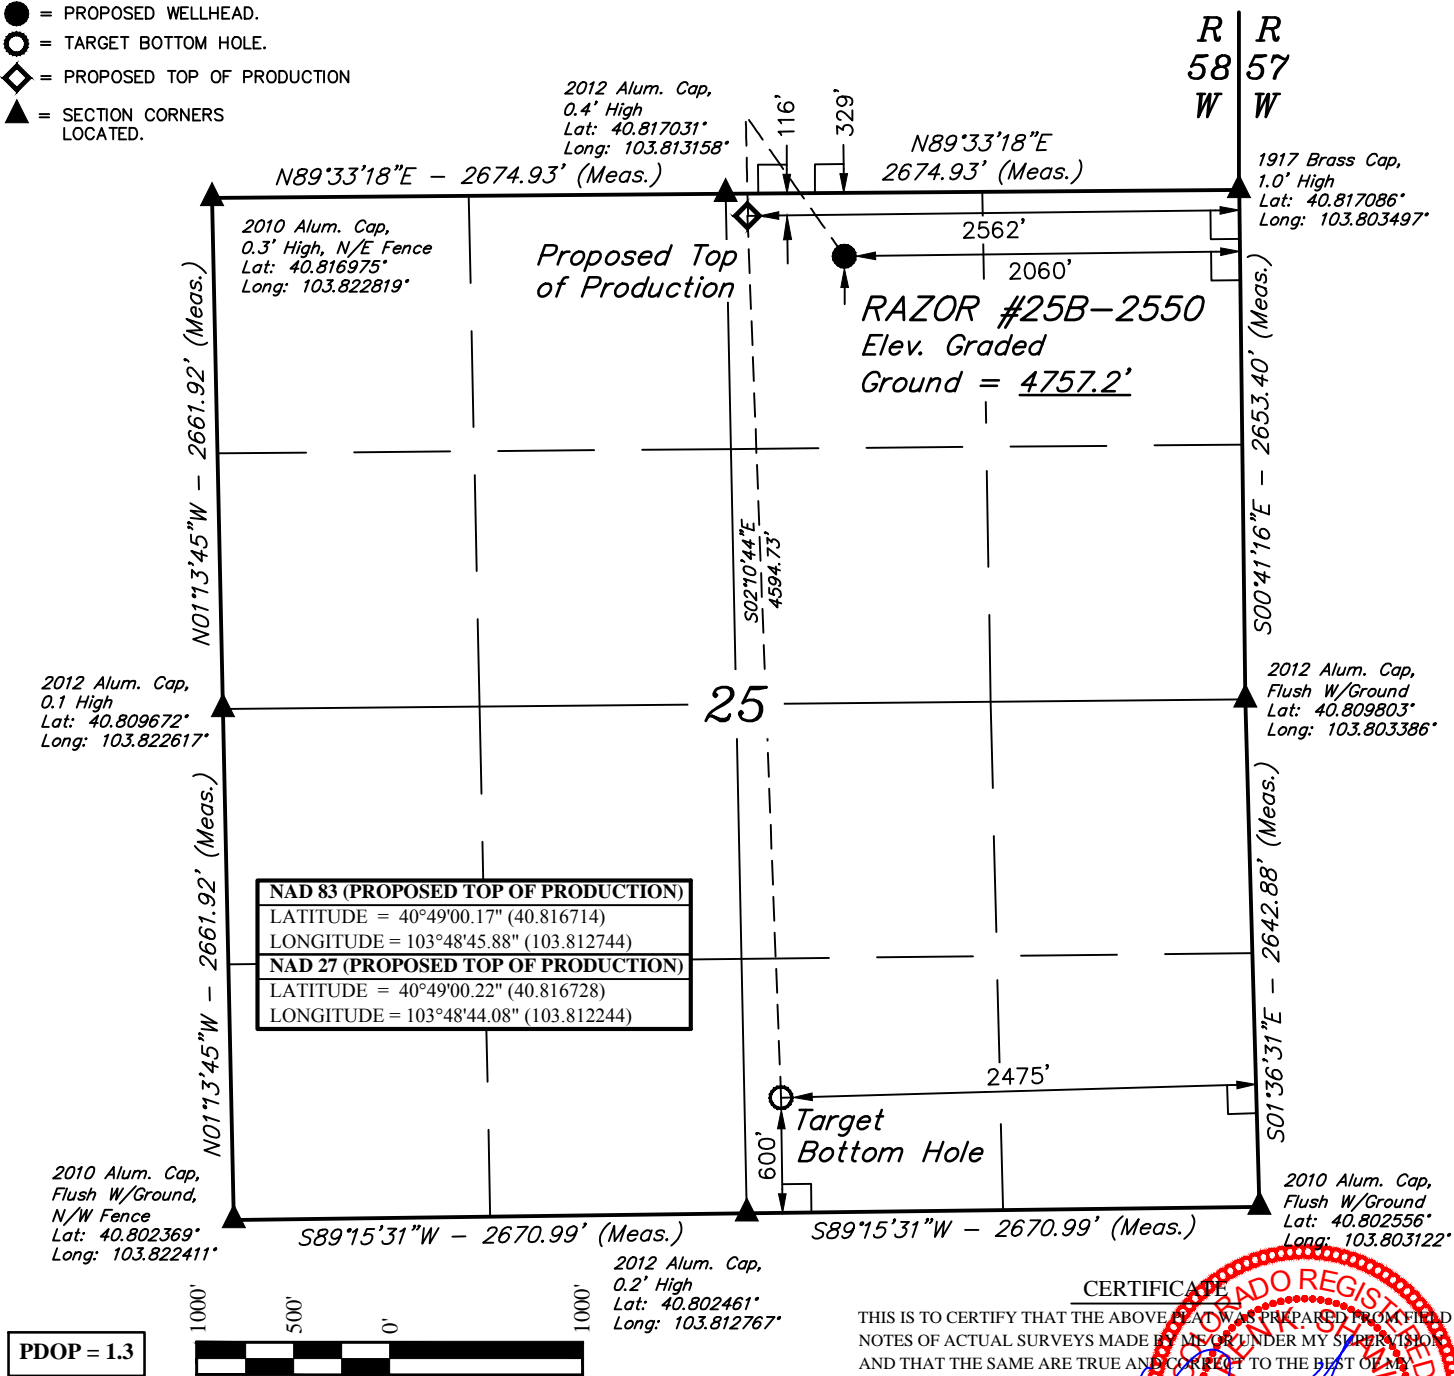 = PROPOSED WELLHEAD.
= TARGET BOTTOM HOLE.
= PROPOSED TOP OF PRODUCTION
= SECTION CORNERS
LOCATED.
R R
58 57
W W
2012 Alum. Cap,
0.4' High
Lat: 40.817031°
Long: 103.813158°
116'
329'
N89°33'18"E - 2674.93' (Meas.)
N89°33'18"E
2674.93' (Meas.)
1917 Brass Cap,
1.0' High
Lat: 40.817086°
Long: 103.803497°
2010 Alum. Cap,
0.3' High, N/E Fence
Lat: 40.816975°
Long: 103.822819°
Proposed Top
of Production
2562'
2060'
RAZOR #25B-2550
Elev. Graded
Ground = 4757.2'
N01°13'45"W - 2661.92' (Meas.)
S00°41'16"E - 2653.40' (Meas.)
S02°10'44"E
4594.73'
2012 Alum. Cap,
0.1 High
Lat: 40.809672°
Long: 103.822617°
25
2012 Alum. Cap,
Flush W/Ground
Lat: 40.809803°
Long: 103.803386°
N01°13'45"W - 2661.92' (Meas.)
S01°36'31"E - 2642.88' (Meas.)
NAD 83 (PROPOSED TOP OF PRODUCTION)
LATITUDE = 40°49'00.17" (40.816714)
LONGITUDE = 103°48'45.88" (103.812744)
NAD 27 (PROPOSED TOP OF PRODUCTION)
LATITUDE = 40°49'00.22" (40.816728)
LONGITUDE = 103°48'44.08" (103.812244)
2475'
Target
Bottom Hole
600'
2010 Alum. Cap,
Flush W/Ground,
N/W Fence
Lat: 40.802369°
Long: 103.822411°
S89°15'31"W - 2670.99' (Meas.)
S89°15'31"W - 2670.99' (Meas.)
2010 Alum. Cap,
Flush W/Ground
Lat: 40.802556°
Long: 103.803122°
2012 Alum. Cap,
0.2' High
Lat: 40.802461°
Long: 103.812767°
1000'
500'
0'
1000'
PDOP = 1.3
CERTIFICATE
THIS IS TO CERTIFY THAT THE ABOVE PLAT WAS PREPARED FROM FIELD
NOTES OF ACTUAL SURVEYS MADE BY ME OR UNDER MY SUPERVISION
AND THAT THE SAME ARE TRUE AND CORRECT TO THE BEST OF MY
COLORADO REGISTERED